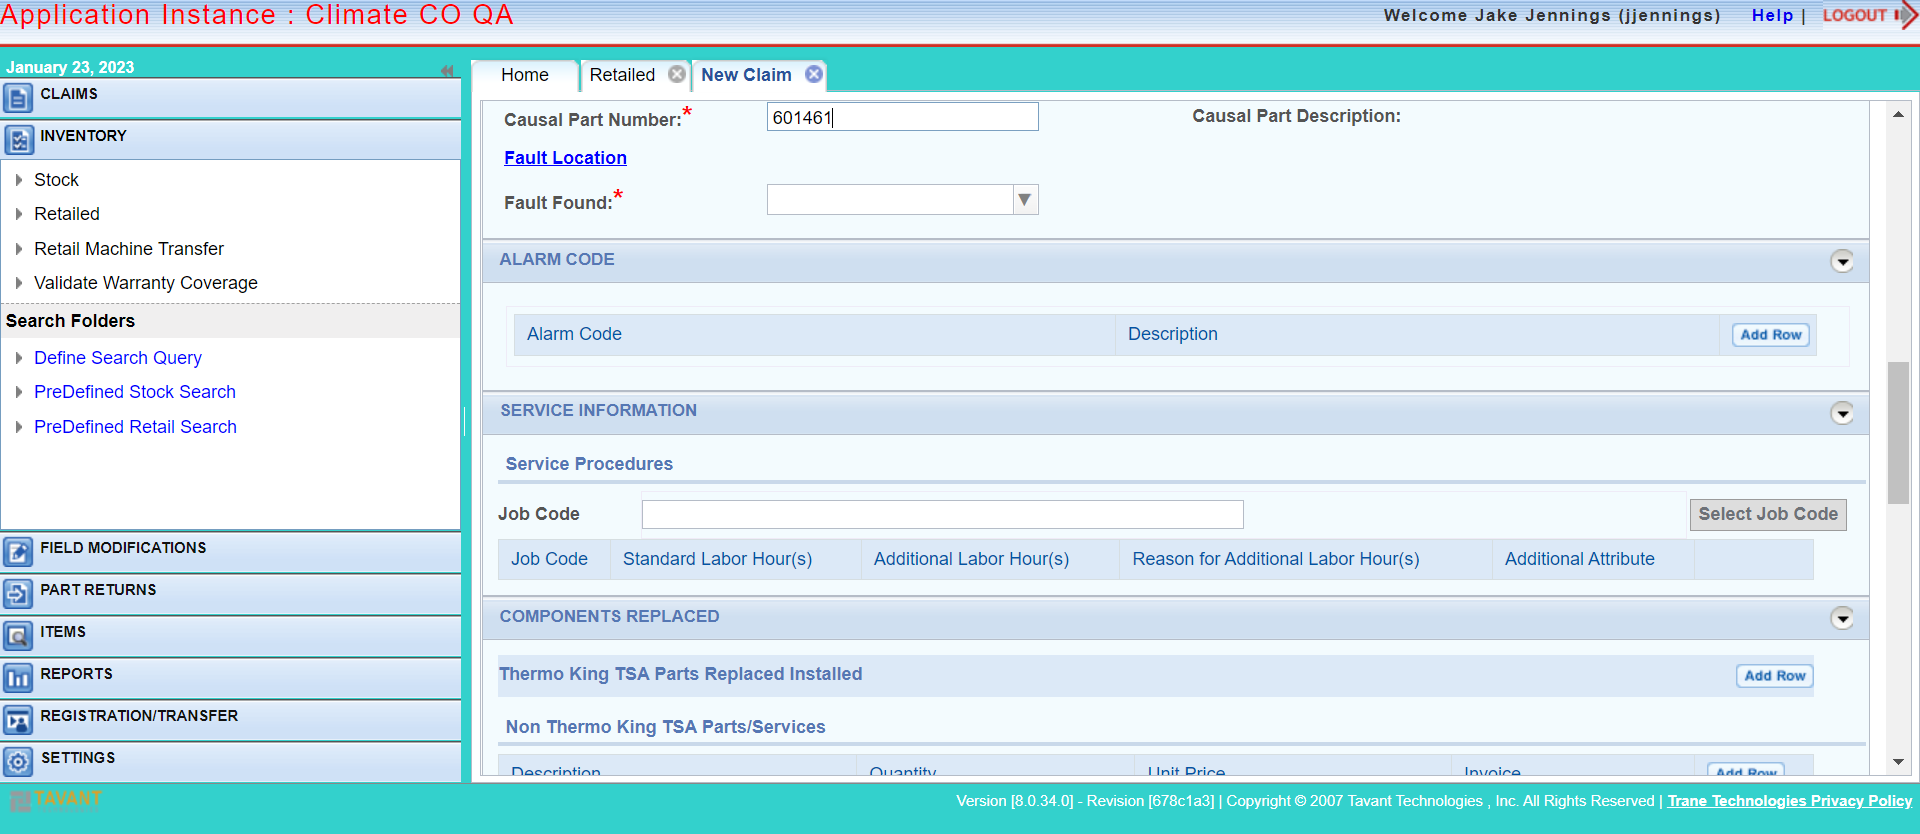 Application Instance : Climate CO QA
Welcome Jake Jennings (jjennings) Help | LOGOUT
January 23, 2023
CLAIMS
INVENTORY
Stock
Retailed
Retail Machine Transfer
Validate Warranty Coverage
Search Folders
Define Search Query
PreDefined Stock Search
PreDefined Retail Search
FIELD MODIFICATIONS
PART RETURNS
ITEMS
REPORTS
REGISTRATION/TRANSFER
SETTINGS
Home Retailed New Claim
Causal Part Number:* 601461 Causal Part Description:
Fault Location
Fault Found:*
ALARM CODE
Alarm Code Description Add Row
SERVICE INFORMATION
Service Procedures
Job Code Select Job Code
Job Code Standard Labor Hour(s) Additional Labor Hour(s) Reason for Additional Labor Hour(s) Additional Attribute
COMPONENTS REPLACED
Thermo King TSA Parts Replaced Installed Add Row
Non Thermo King TSA Parts/Services
Description Quantity Unit Price Invoice Add Row
TAVANT
Version [8.0.34.0] - Revision [678c1a3] | Copyright © 2007 Tavant Technologies , Inc. All Rights Reserved | Trane Technologies Privacy Policy